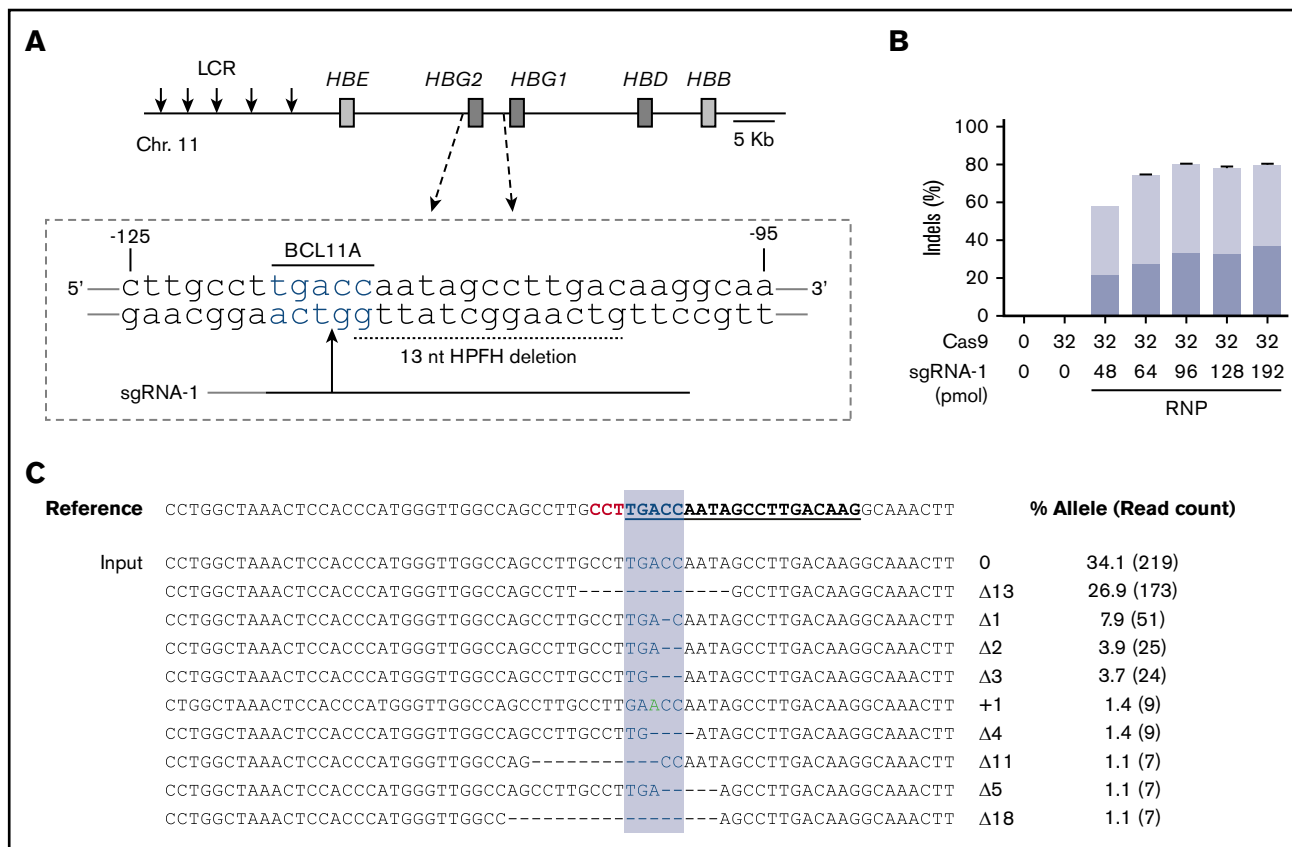 A
LCR
HBE
HBG2
HBG1
HBD
HBB
Chr. 11
5 Kb
-125
-95
BCL11A
5’ cttgccttgaccaatagccttgacaaggcaa 3’
gaacggaactggttatcggaactgttccgtt
13 nt HPFH deletion
sgRNA-1
B
Indels (%)
100
80
60
40
20
0
Cas9 0 32 32 32 32 32 32
sgRNA-1 0 0 48 64 96 128 192
(pmol)
RNP
C
Reference CCTGGCTAAACTCCACCCATGGGTTGGCCAGCCTTGCCTTGACCAATAGCCTTGACAAGGCAAACTT % Allele (Read count)
Input CCTGGCTAAACTCCACCCATGGGTTGGCCAGCCTTGCCTTGACCAATAGCCTTGACAAGGCAAACTT 0 34.1 (219)
CCTGGCTAAACTCCACCCATGGGTTGGCCAGCCTT-------------GCCTTGACAAGGCAAACTT Δ13 26.9 (173)
CCTGGCTAAACTCCACCCATGGGTTGGCCAGCCTTGCCTTGA-CAATAGCCTTGACAAGGCAAACTT Δ1 7.9 (51)
CCTGGCTAAACTCCACCCATGGGTTGGCCAGCCTTGCCTTGA--AATAGCCTTGACAAGGCAAACTT Δ2 3.9 (25)
CCTGGCTAAACTCCACCCATGGGTTGGCCAGCCTTGCCTTG---AATAGCCTTGACAAGGCAAACTT Δ3 3.7 (24)
CTGGCTAAACTCCACCCATGGGTTGGCCAGCCTTGCCTTGAACCAATAGCCTTGACAAGGCAAACTT +1 1.4 (9)
CCTGGCTAAACTCCACCCATGGGTTGGCCAGCCTTGCCTTG----ATAGCCTTGACAAGGCAAACTT Δ4 1.4 (9)
CCTGGCTAAACTCCACCCATGGGTTGGCCAG-----------CCAATAGCCTTGACAAGGCAAACTT Δ11 1.1 (7)
CCTGGCTAAACTCCACCCATGGGTTGGCCAGCCTTGCCTTGA-----AGCCTTGACAAGGCAAACTT Δ5 1.1 (7)
CCTGGCTAAACTCCACCCATGGGTTGGCC------------------AGCCTTGACAAGGCAAACTT Δ18 1.1 (7)